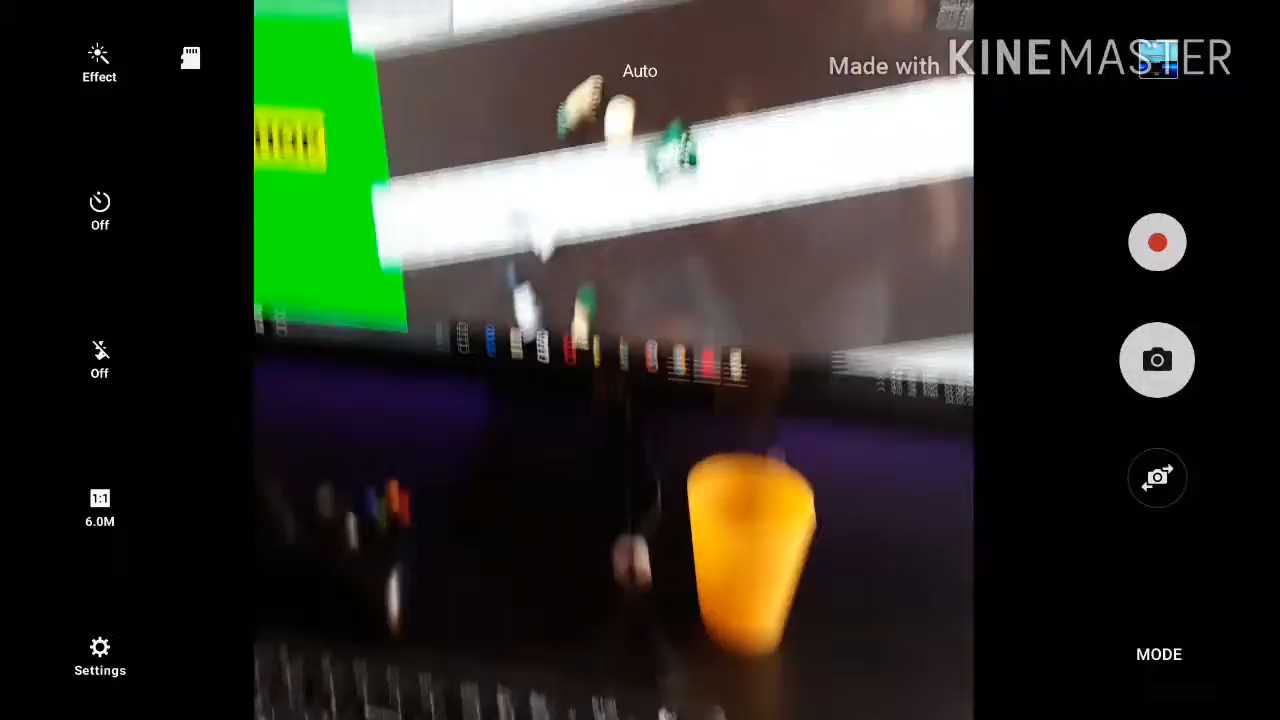 Effect
Auto
Made with KINEMASTER
Off
Off
1:1
6.0M
Settings
MODE